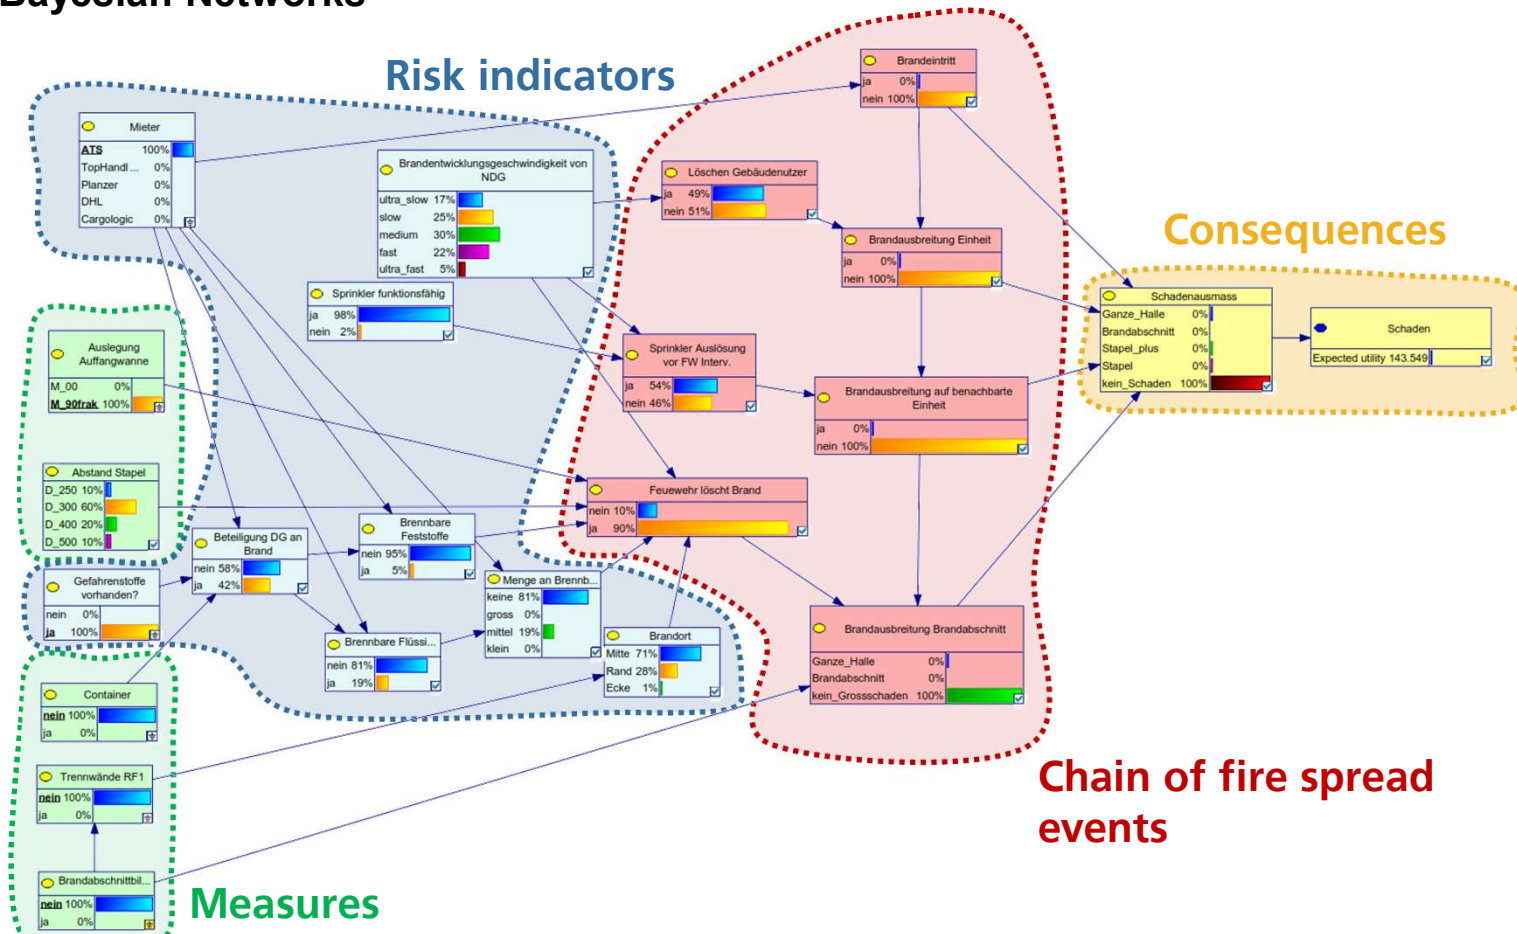 Bayesian Networks
Risk indicators
Mieter
ATS 100%
TopHandl ... 0%
Planzer 0%
DHL 0%
Cargologic 0%
Brandentwicklungsgeschwindigkeit von
NDG
ultra_slow 17%
slow 25%
medium 30%
fast 22%
ultra_fast 5%
Sprinkler funktionsfähig
ja 98%
nein 2%
Brandeintritt
ja 0%
nein 100%
Löschen Gebäudenutzer
ja 49%
nein 51%
Brandausbreitung Einheit
ja 0%
nein 100%
Consequences
Schadenausmass
Ganze_Halle 0%
Brandabschnitt 0%
Stapel_plus 0%
Stapel 0%
kein_Schaden 100%
Schaden
Expected utility 143.549
Auslegung
Auffangwanne
M_00 0%
M_90frak 100%
Sprinkler Auslösung
vor FW Interv.
ja 54%
nein 46%
Brandausbreitung auf benachbarte
Einheit
ja 0%
nein 100%
Abstand Stapel
D_250 10%
D_300 60%
D_400 20%
D_500 10%
Feuewehr löscht Brand
nein 10%
ja 90%
Beteiligung DG an
Brand
nein 58%
ja 42%
Brennbare
Feststoffe
nein 95%
ja 5%
Gefahrenstoffe
vorhanden?
nein 0%
ja 100%
Menge an Brennb...
keine 81%
gross 0%
mittel 19%
klein 0%
Brennbare Flüssi...
nein 81%
ja 19%
Brandort
Mitte 71%
Rand 28%
Ecke 1%
Brandausbreitung Brandabschnitt
Ganze_Halle 0%
Brandabschnitt 0%
kein_Grossschaden 100%
Container
nein 100%
ja 0%
Trennwände RF1
nein 100%
ja 0%
Brandabschnittbil...
nein 100%
ja 0%
Measures
Chain of fire spread
events